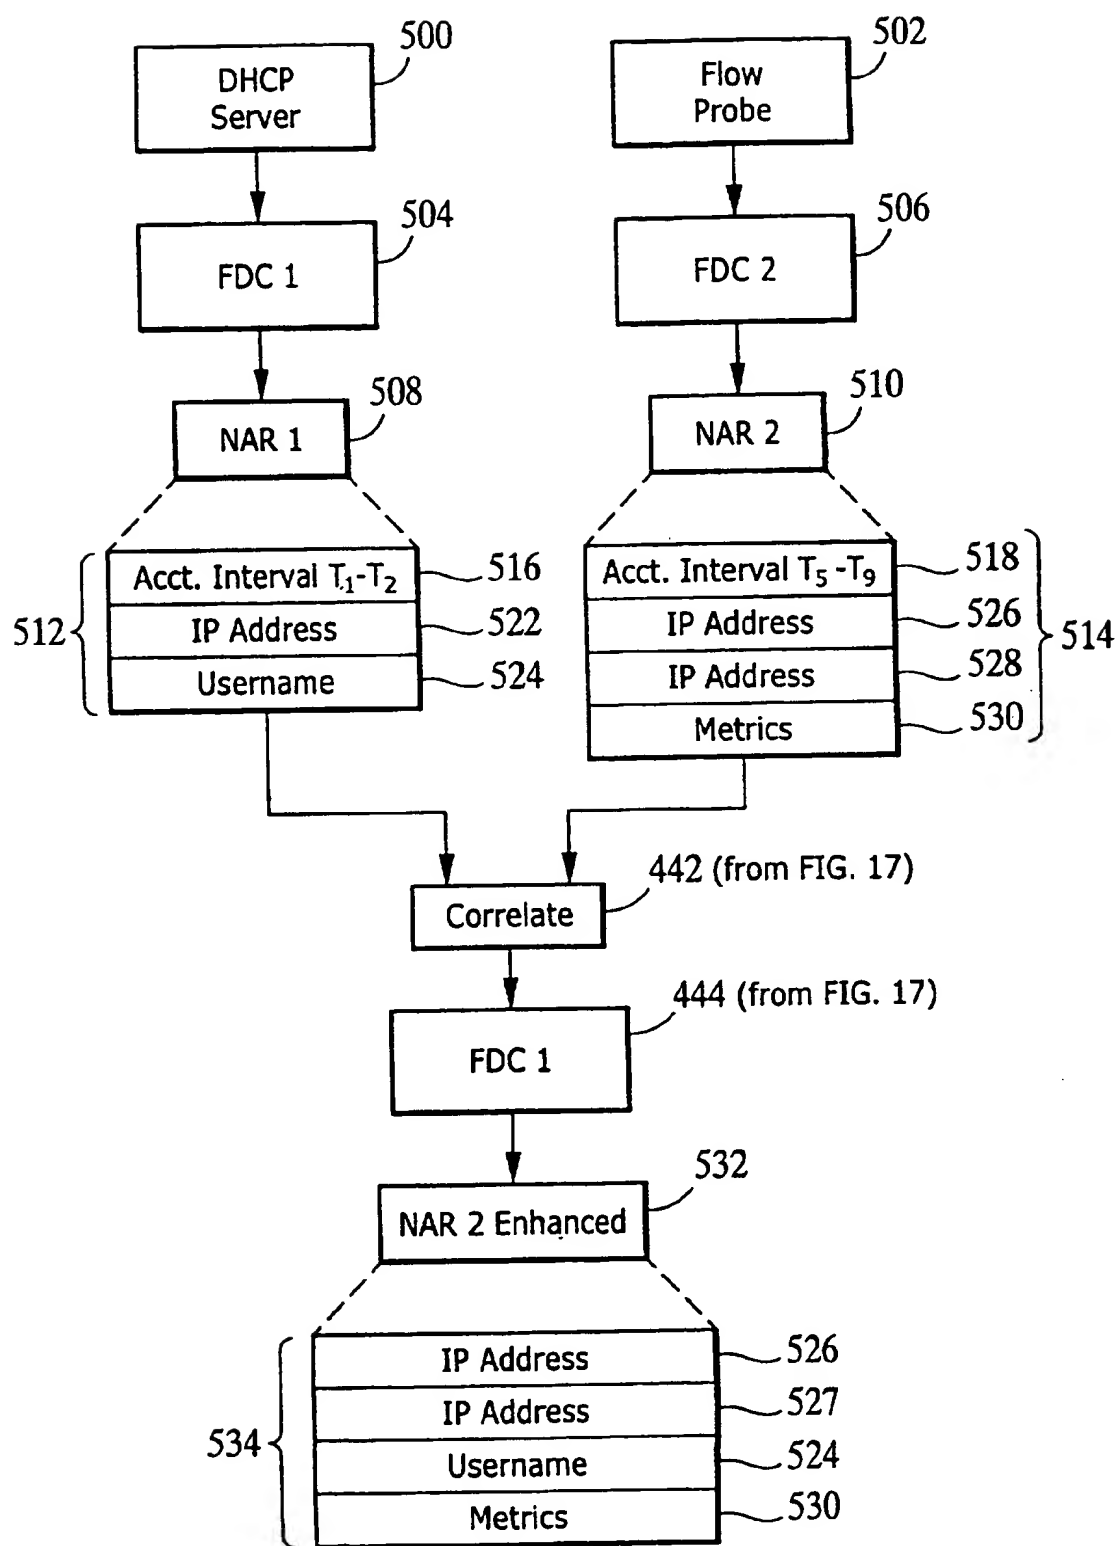 500
DHCP
Server
502
Flow
Probe
504
FDC 1
506
FDC 2
508
NAR 1
510
NAR 2
512
Acct. Interval T1-T2
516
IP Address
522
Username
524
Acct. Interval T5-T9
518
IP Address
526
IP Address
528
Metrics
530
514
442 (from FIG. 17)
Correlate
444 (from FIG. 17)
FDC 1
532
NAR 2 Enhanced
534
IP Address
526
IP Address
527
Username
524
Metrics
530